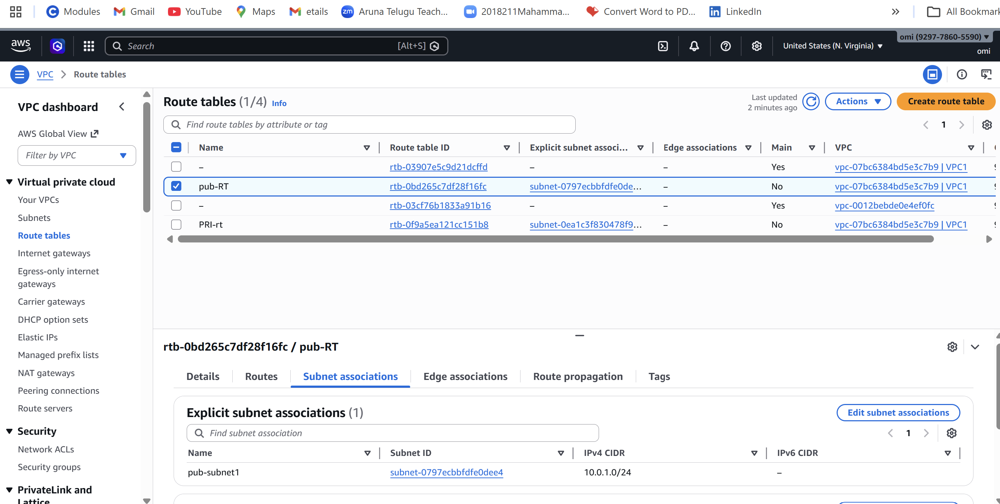 Modules Gmail YouTube Maps etails Aruna Telugu Teach... 2018211Mahamma... Convert Word to PD... LinkedIn All Bookmark
aws Search [Alt+S] United States (N. Virginia) omi (9297-7860-5590)
omi
VPC Route tables
VPC dashboard
AWS Global View
Filter by VPC
Virtual private cloud
Your VPCs
Subnets
Route tables
Internet gateways
Egress-only internet
gateways
Carrier gateways
DHCP option sets
Elastic IPs
Managed prefix lists
NAT gateways
Peering connections
Route servers
Security
Network ACLs
Security groups
PrivateLink and
Lattice
Route tables (1/4) Info
Last updated
2 minutes ago
Actions
Create route table
Find route tables by attribute or tag
1
Name Route table ID Explicit subnet associ... Edge associations Main VPC
– rtb-03907e5c9d21dcffd – – Yes vpc-07bc6384bd5e3c7b9 | VPC1
pub-RT rtb-0bd265c7df28f16fc subnet-0797ecbbfdfe0de... – No vpc-07bc6384bd5e3c7b9 | VPC1
– rtb-03cf76b1833a91b16 – – Yes vpc-0012bebde0e4ef0fc
PRI-rt rtb-0f9a5ea121cc151b8 subnet-0ea1c3f830478f9... – No vpc-07bc6384bd5e3c7b9 | VPC1
rtb-0bd265c7df28f16fc / pub-RT
Details Routes Subnet associations Edge associations Route propagation Tags
Explicit subnet associations (1)
Edit subnet associations
Find subnet association
1
Name Subnet ID IPv4 CIDR IPv6 CIDR
pub-subnet1 subnet-0797ecbbfdfe0dee4 10.0.1.0/24 –